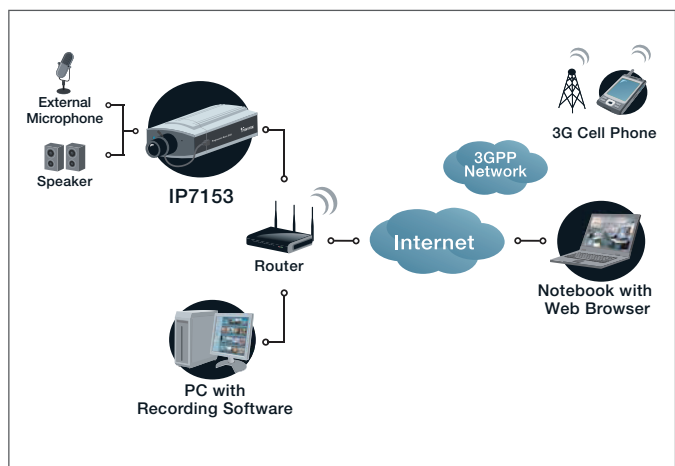 External
Microphone
Speaker
IP7153
3G Cell Phone
3GPP
Network
Internet
Router
Notebook with
Web Browser
PC with
Recording Software